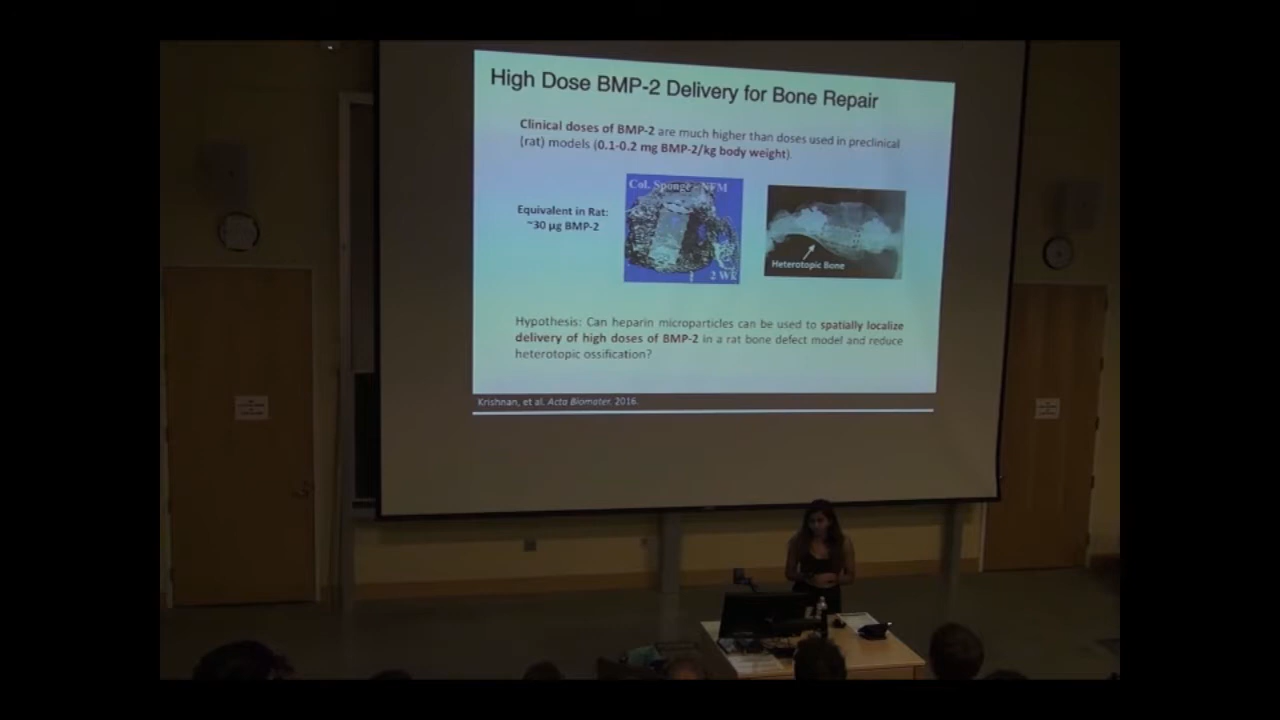 High Dose BMP-2 Delivery for Bone Repair
Clinical doses of BMP-2 are much higher than doses used in preclinical
(rat) models (0.1-0.2 mg BMP-2/kg body weight).
Equivalent in Rat:
~30 µg BMP-2
Col. Sponge - NFM
2 Wk
Heterotopic Bone
Hypothesis: Can heparin microparticles can be used to spatially localize
delivery of high doses of BMP-2 in a rat bone defect model and reduce
heterotopic ossification?
Krishnan, et al. Acta Biomater. 2016.